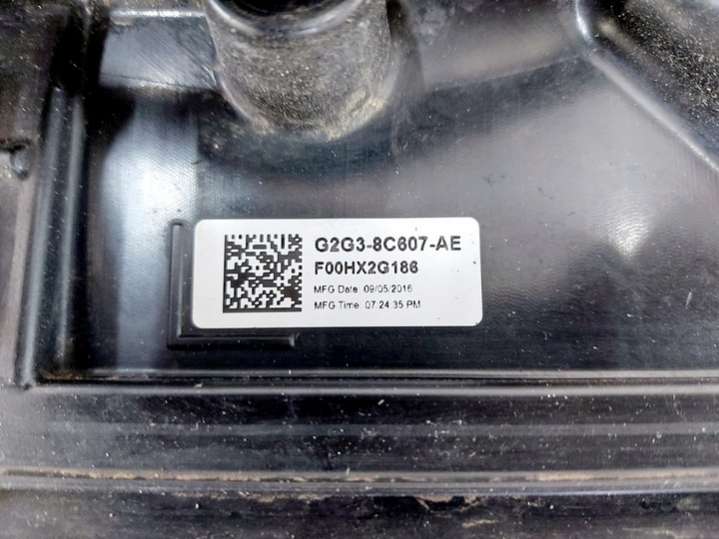 G2G3-8C607-AE
F00HX2G186
MFG Date: 09/05/2016
MFG Time: 07:24:35 PM